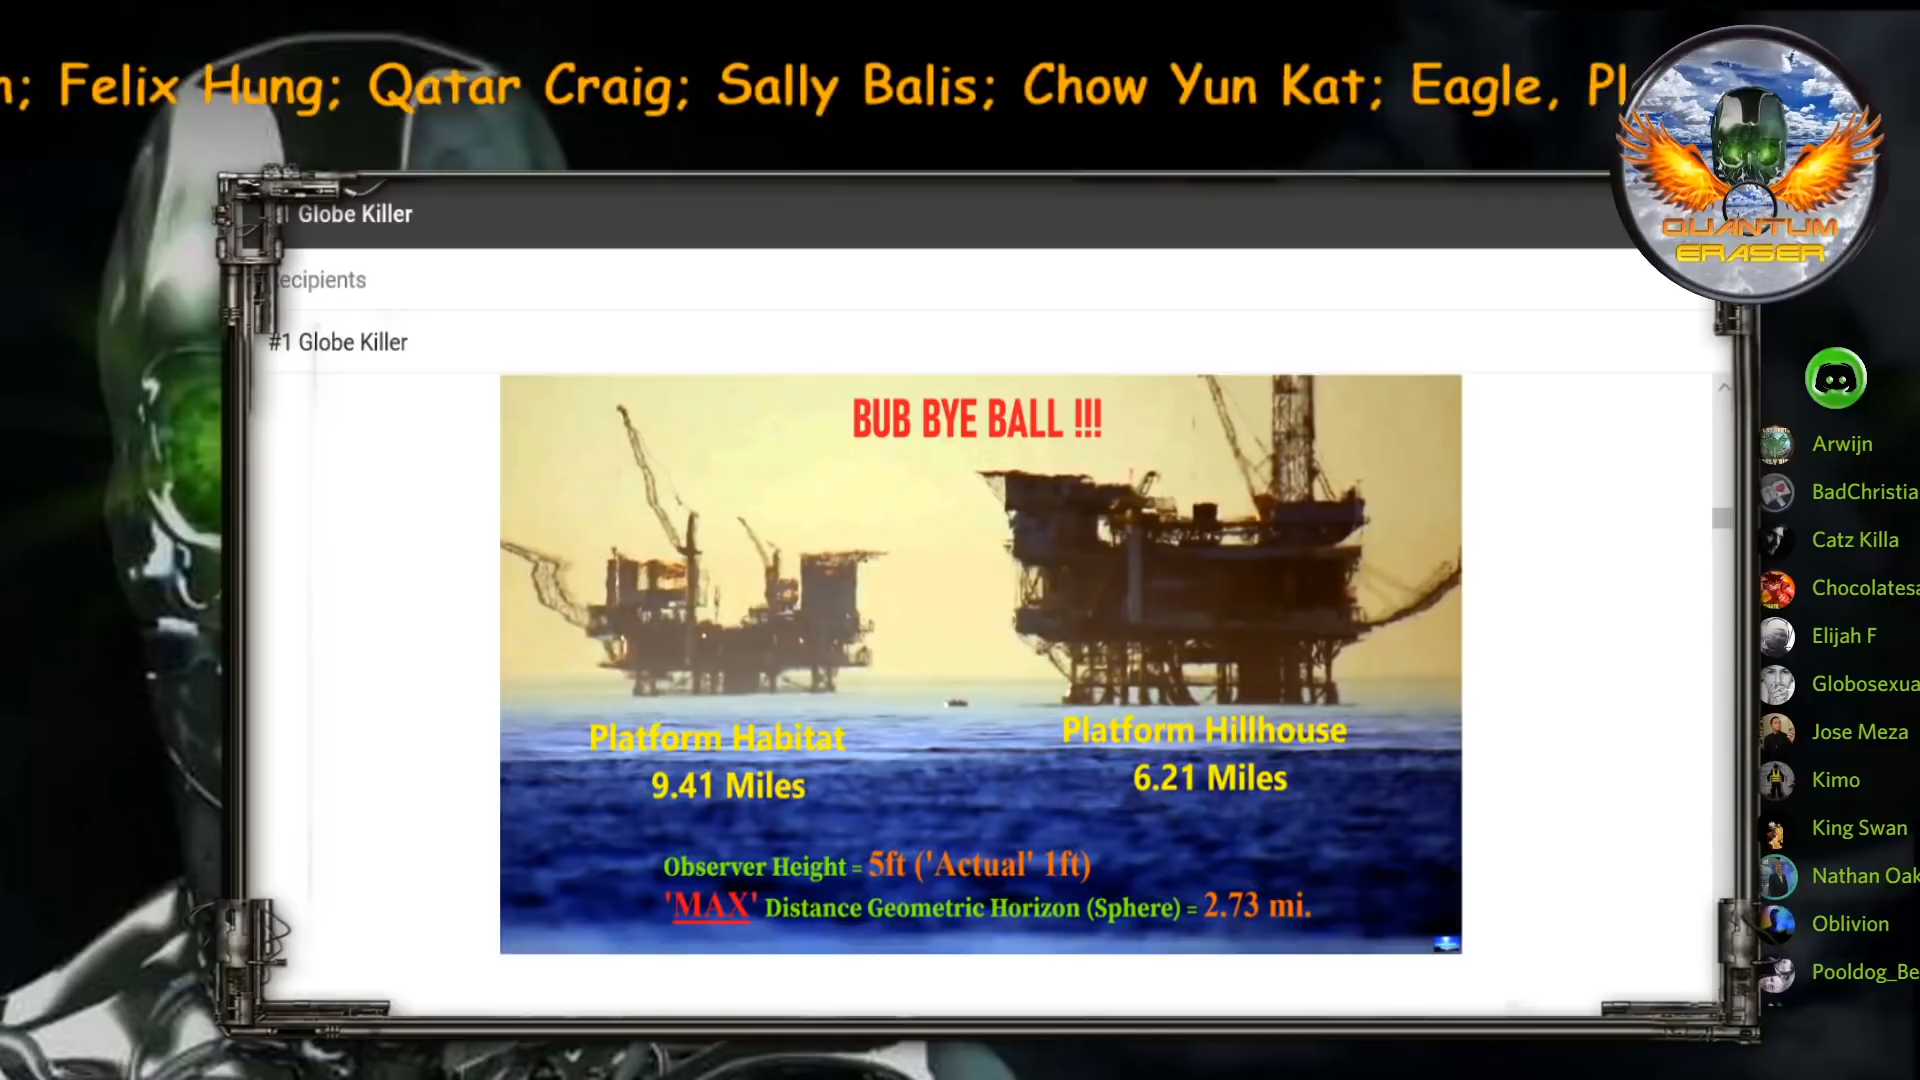 Felix Hung; Qatar Craig; Sally Balis; Chow Yun Kat; Eagle,
QUANTUM
ERASER
Globe Killer
ecipients
#1 Globe Killer
BUB BYE BALL !!!
Platform Habitat
9.41 Miles
Platform Hillhouse
6.21 Miles
Observer Height = 5ft ('Actual' 1ft)
'MAX' Distance Geometric Horizon (Sphere) = 2.73 mi.
Arwijn
BadChristia
Catz Killa
Chocolatesa
Elijah F
Globosexua
Jose Meza
Kimo
King Swan
Nathan Oak
Oblivion
Pooldog_Be